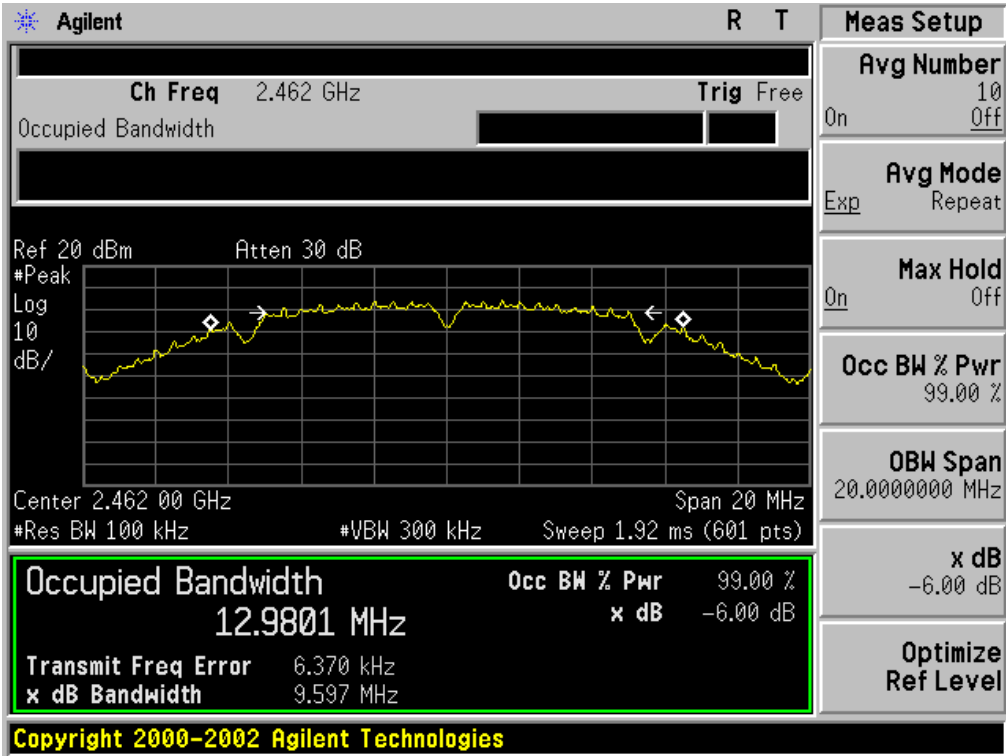 Agilent R T
Ch Freq 2.462 GHz Trig Free
Occupied Bandwidth
Ref 20 dBm Atten 30 dB
#Peak
Log
10
dB/
Center 2.462 00 GHz Span 20 MHz
#Res BW 100 kHz #VBW 300 kHz Sweep 1.92 ms (601 pts)
Occupied Bandwidth Occ BW % Pwr 99.00 %
12.9801 MHz x dB -6.00 dB
Transmit Freq Error 6.370 kHz
x dB Bandwidth 9.597 MHz
Copyright 2000-2002 Agilent Technologies
Meas Setup
Avg Number
10
On Off
Avg Mode
Exp Repeat
Max Hold
On Off
Occ BW % Pwr
99.00 %
OBW Span
20.0000000 MHz
x dB
-6.00 dB
Optimize
Ref Level